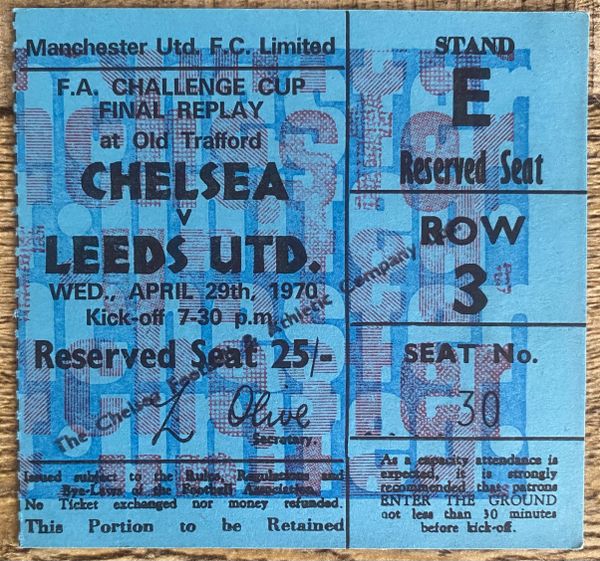 Manchester Utd. F.C. Limited
F.A. CHALLENGE CUP
FINAL REPLAY
at Old Trafford
CHELSEA
v
LEEDS UTD.
WED., APRIL 29th, 1970
Kick-off 7-30 p.m.
Reserved Seat 25/-
The Chelsea Football & Athletic Company
L Olive
Secretary.
Issued subject to the Rules, Regulations and
Bye-Laws of the Football Association.
No Ticket exchanged nor money refunded.
This Portion to be Retained
STAND
E
Reserved Seat
ROW
3
SEAT No.
30
As a capacity attendance is
expected it is strongly
recommended that patrons
ENTER THE GROUND
not less than 30 minutes
before kick-off.